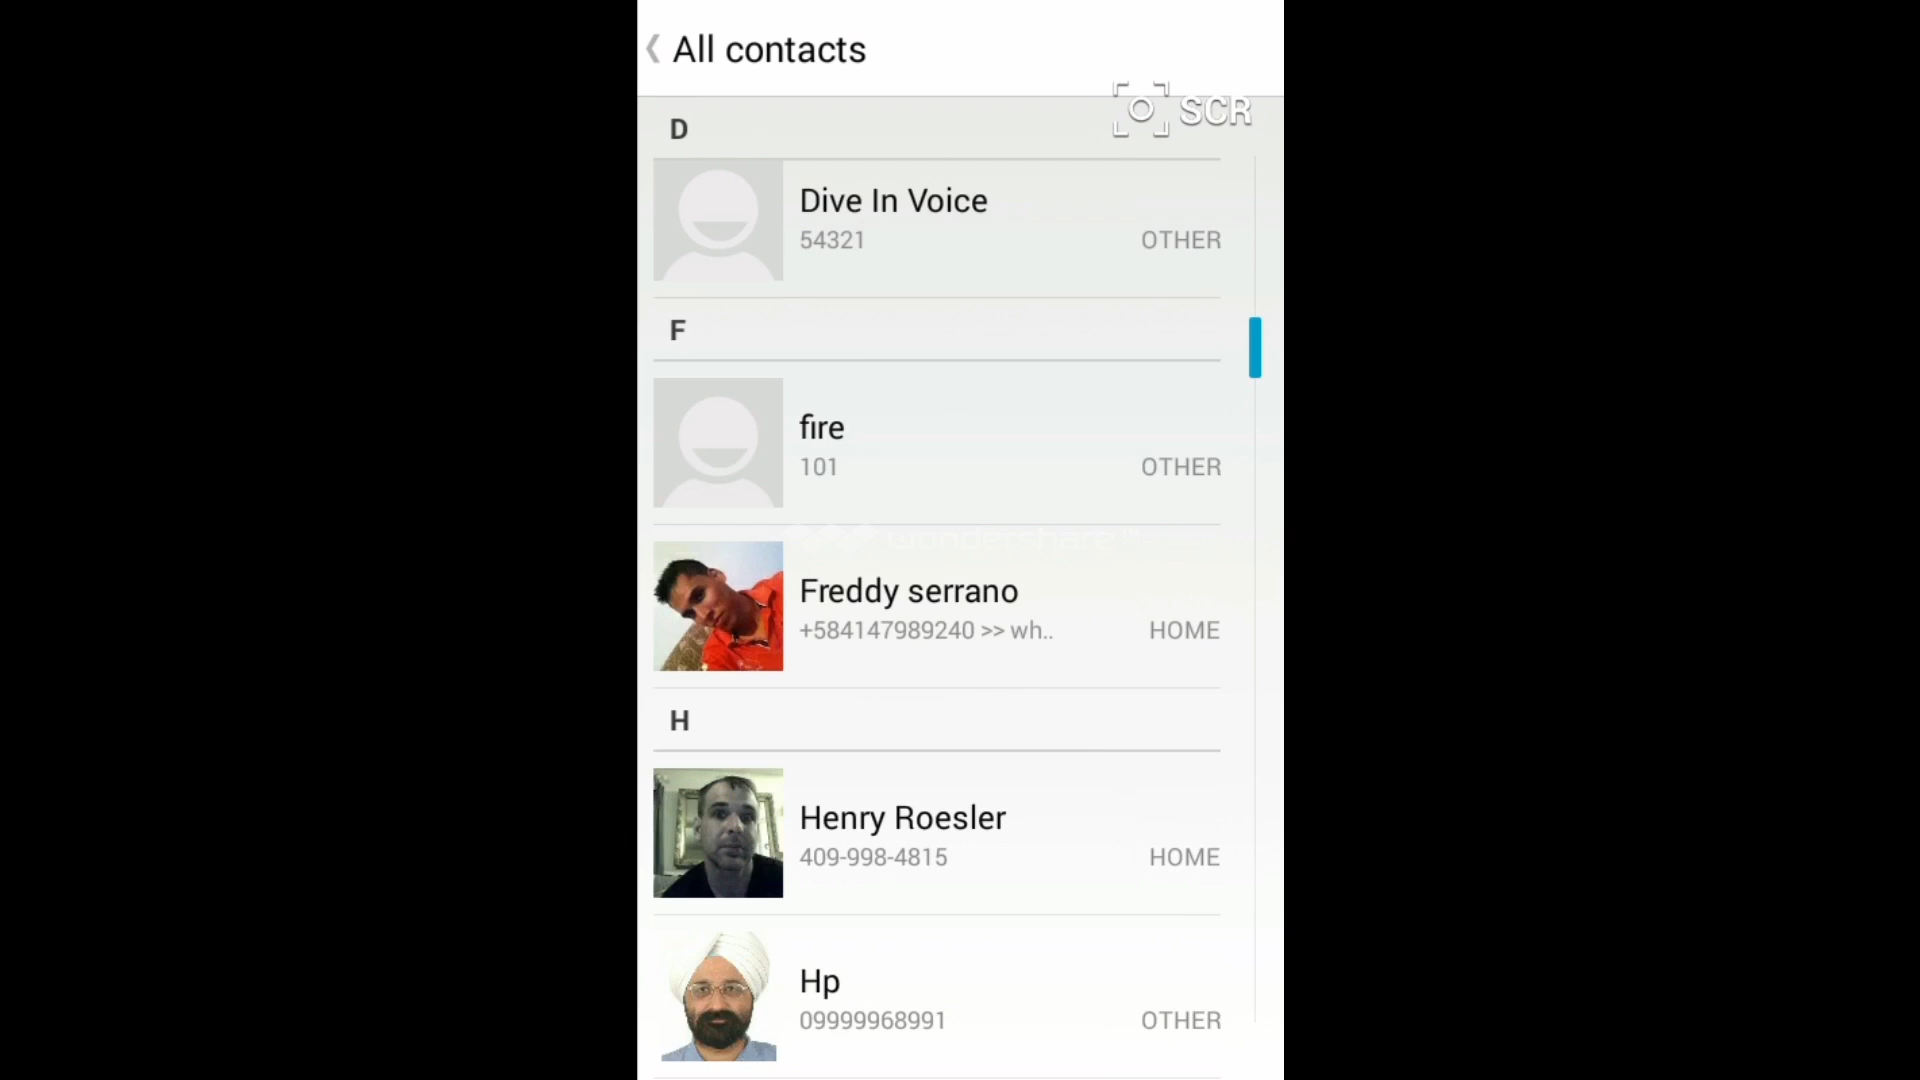 All contacts
SCR
D
Dive In Voice
54321 OTHER
F
fire
101 OTHER
wondershare™
Freddy serrano
+584147989240 >> wh.. HOME
H
Henry Roesler
409-998-4815 HOME
Hp
09999968991 OTHER